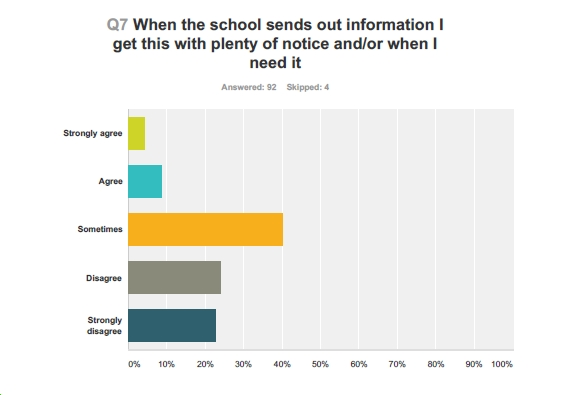 Q7 When the school sends out information I
get this with plenty of notice and/or when I
need it
Answered: 92 Skipped: 4
Strongly agree
Agree
Sometimes
Disagree
Strongly
disagree
0% 10% 20% 30% 40% 50% 60% 70% 80% 90% 100%